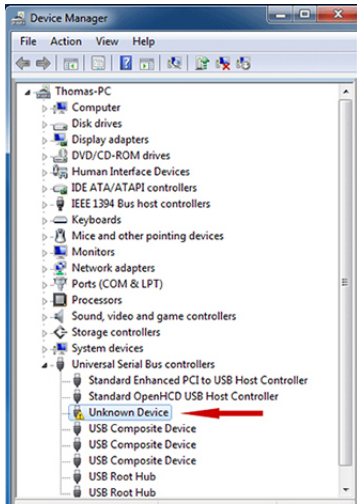 Device Manager
File Action View Help
Thomas-PC
Computer
Disk drives
Display adapters
DVD/CD-ROM drives
Human Interface Devices
IDE ATA/ATAPI controllers
IEEE 1394 Bus host controllers
Keyboards
Mice and other pointing devices
Monitors
Network adapters
Ports (COM & LPT)
Processors
Sound, video and game controllers
Storage controllers
System devices
Universal Serial Bus controllers
Standard Enhanced PCI to USB Host Controller
Standard OpenHCD USB Host Controller
Unknown Device
USB Composite Device
USB Composite Device
USB Composite Device
USB Root Hub
USB Root Hub